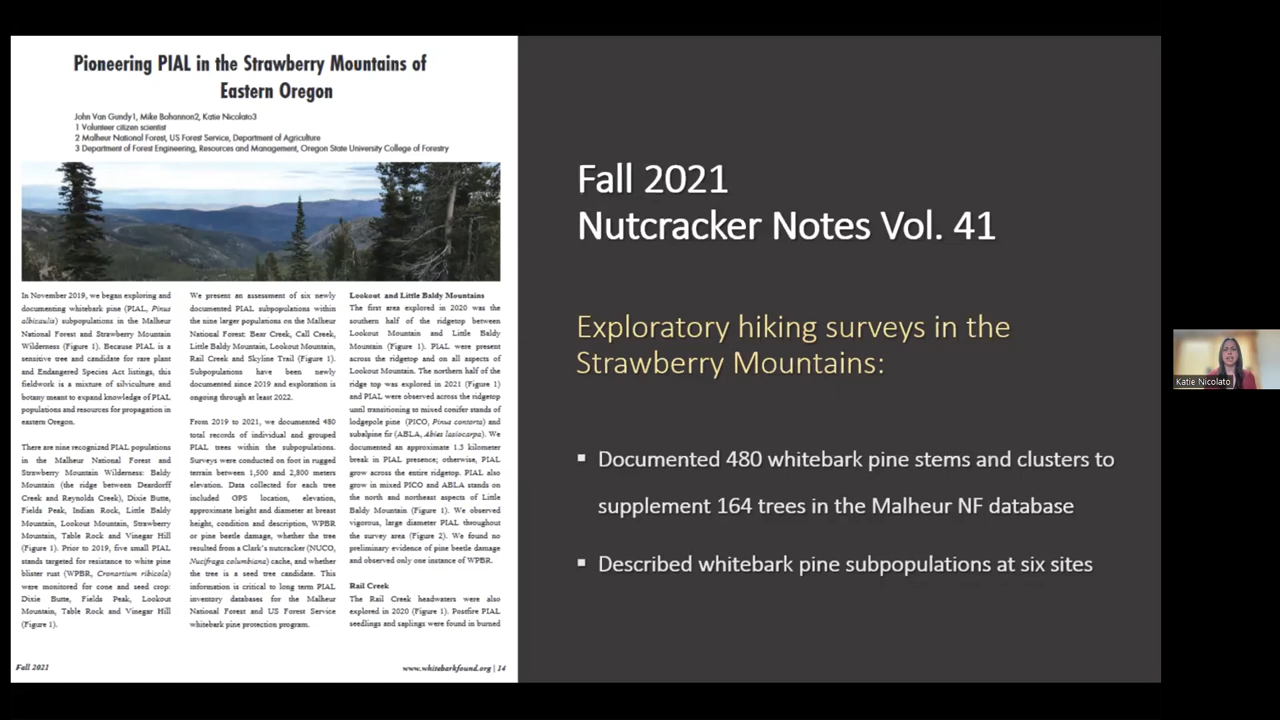 Pioneering PIAL in the Strawberry Mountains of
Eastern Oregon
John Van Gundy1, Mike Bohannon2, Katie Nicolato3
1 Volunteer citizen scientist
2 Malheur National Forest, US Forest Service, Department of Agriculture
3 Department of Forest Engineering, Resources and Management, Oregon State University College of Forestry
In November 2019, we began exploring and
documenting whitebark pine (PIAL, Pinus
albicaulis) subpopulations in the Malheur
National Forest and Strawberry Mountain
Wilderness (Figure 1). Because PIAL is a
sensitive tree and candidate for rare plant
and Endangered Species Act listings, this
fieldwork is a mixture of silviculture and
botany meant to expand knowledge of PIAL
populations and resources for propagation in
eastern Oregon.
There are nine recognized PIAL populations
in the Malheur National Forest and
Strawberry Mountain Wilderness: Baldy
Mountain (the ridge between Deardorff
Creek and Reynolds Creek), Dixie Butte,
Fields Peak, Indian Rock, Little Baldy
Mountain, Lookout Mountain, Strawberry
Mountain, Table Rock and Vinegar Hill
(Figure 1). Prior to 2019, five small PIAL
stands targeted for resistance to white pine
blister rust (WPBR, Cronartium ribicola)
were monitored for cone and seed crop:
Dixie Butte, Fields Peak, Lookout
Mountain, Table Rock and Vinegar Hill
(Figure 1).
We present an assessment of six newly
documented PIAL subpopulations within
the nine larger populations on the Malheur
National Forest: Bear Creek, Call Creek,
Little Baldy Mountain, Lookout Mountain,
Rail Creek and Skyline Trail (Figure 1).
Subpopulations have been newly
documented since 2019 and exploration is
ongoing through at least 2022.
From 2019 to 2021, we documented 480
total records of individual and grouped
PIAL trees within the subpopulations.
Surveys were conducted on foot in rugged
terrain between 1,500 and 2,800 meters
elevation. Data collected for each tree
included GPS location, elevation,
approximate height and diameter at breast
height, condition and description, WPBR
or pine beetle damage, whether the tree
resulted from a Clark's nutcracker (NUCO,
Nucifraga columbiana) cache, and whether
the tree is a seed tree candidate. This
information is critical to long term PIAL
inventory databases for the Malheur
National Forest and US Forest Service
whitebark pine protection program.
Lookout and Little Baldy Mountains
The first area explored in 2020 was the
southern half of the ridgetop between
Lookout Mountain and Little Baldy
Mountain (Figure 1). PIAL were present
across the ridgetop and on all aspects of
Lookout Mountain. The northern half of the
ridge top was explored in 2021 (Figure 1)
and PIAL were observed across the ridgetop
until transitioning to mixed conifer stands of
lodgepole pine (PICO, Pinus contorta) and
subalpine fir (ABLA, Abies lasiocarpa). We
documented an approximate 1.5 kilometer
break in PIAL presence; otherwise, PIAL
grow across the entire ridgetop. PIAL also
grow in mixed PICO and ABLA stands on
the north and northeast aspects of Little
Baldy Mountain (Figure 1). We observed
vigorous, large diameter PIAL throughout
the survey area (Figure 2). We found no
preliminary evidence of pine beetle damage
and observed only one instance of WPBR.
Rail Creek
The Rail Creek headwaters were also
explored in 2020 (Figure 1). Postfire PIAL
seedlings and saplings were found in burned
Fall 2021
www.whitebarkfound.org | 14
Fall 2021
Nutcracker Notes Vol. 41
Exploratory hiking surveys in the
Strawberry Mountains:
▪ Documented 480 whitebark pine stems and clusters to
supplement 164 trees in the Malheur NF database
▪ Described whitebark pine subpopulations at six sites
Katie Nicolato